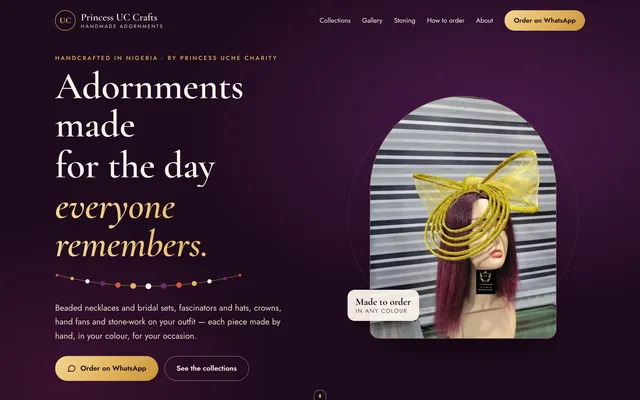 UC
Princess UC Crafts
HANDMADE ADORNMENTS
Collections
Gallery
Stoning
How to order
About
Order on WhatsApp
HANDCRAFTED IN NIGERIA · BY PRINCESS UCHE CHARITY
Adornments
made
for the day
everyone
remembers.
Beaded necklaces and bridal sets, fascinators and hats, crowns,
hand fans and stone-work on your outfit — each piece made by
hand, in your colour, for your occasion.
Order on WhatsApp
See the collections
Made to order
IN ANY COLOUR